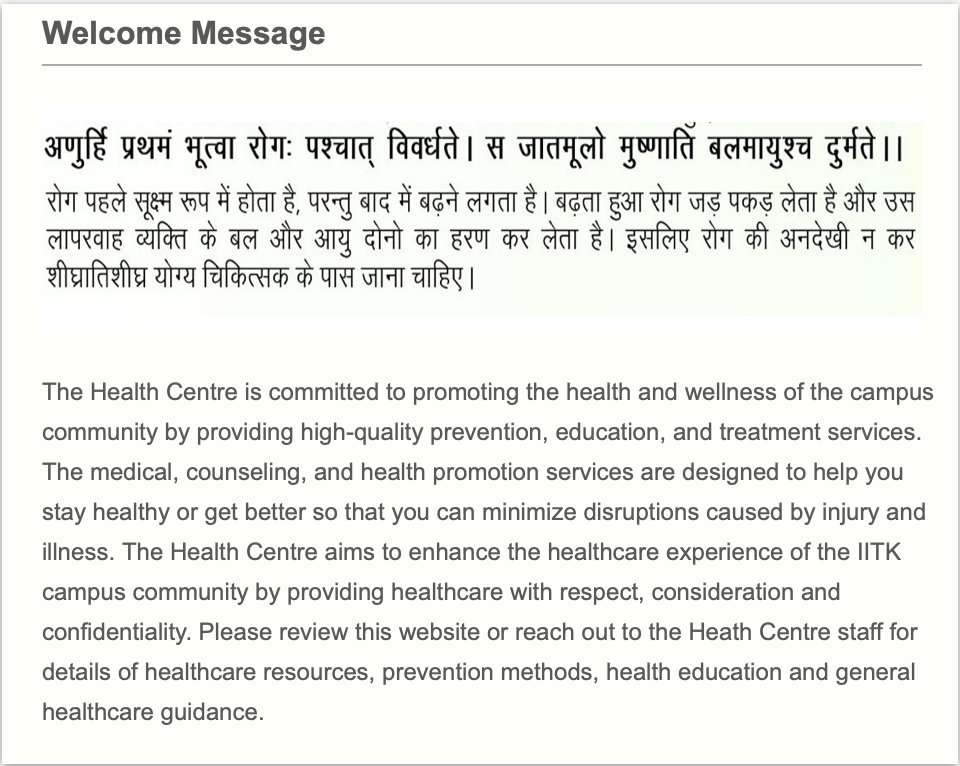 Welcome Message
अणुर्हि प्रथमं भूत्वा रोगः पश्चात् विवर्धते। स जातमूलो मुष्णाति बलमायुश्च दुर्मते।।
रोग पहले सूक्ष्म रूप में होता है, परन्तु बाद में बढ़ने लगता है। बढ़ता हुआ रोग जड़ पकड़ लेता है और उस
लापरवाह व्यक्ति के बल और आयु दोनो का हरण कर लेता है। इसलिए रोग की अनदेखी न कर
शीघ्रातिशीघ्र योग्य चिकित्सक के पास जाना चाहिए।
The Health Centre is committed to promoting the health and wellness of the campus
community by providing high-quality prevention, education, and treatment services.
The medical, counseling, and health promotion services are designed to help you
stay healthy or get better so that you can minimize disruptions caused by injury and
illness. The Health Centre aims to enhance the healthcare experience of the IITK
campus community by providing healthcare with respect, consideration and
confidentiality. Please review this website or reach out to the Heath Centre staff for
details of healthcare resources, prevention methods, health education and general
healthcare guidance.